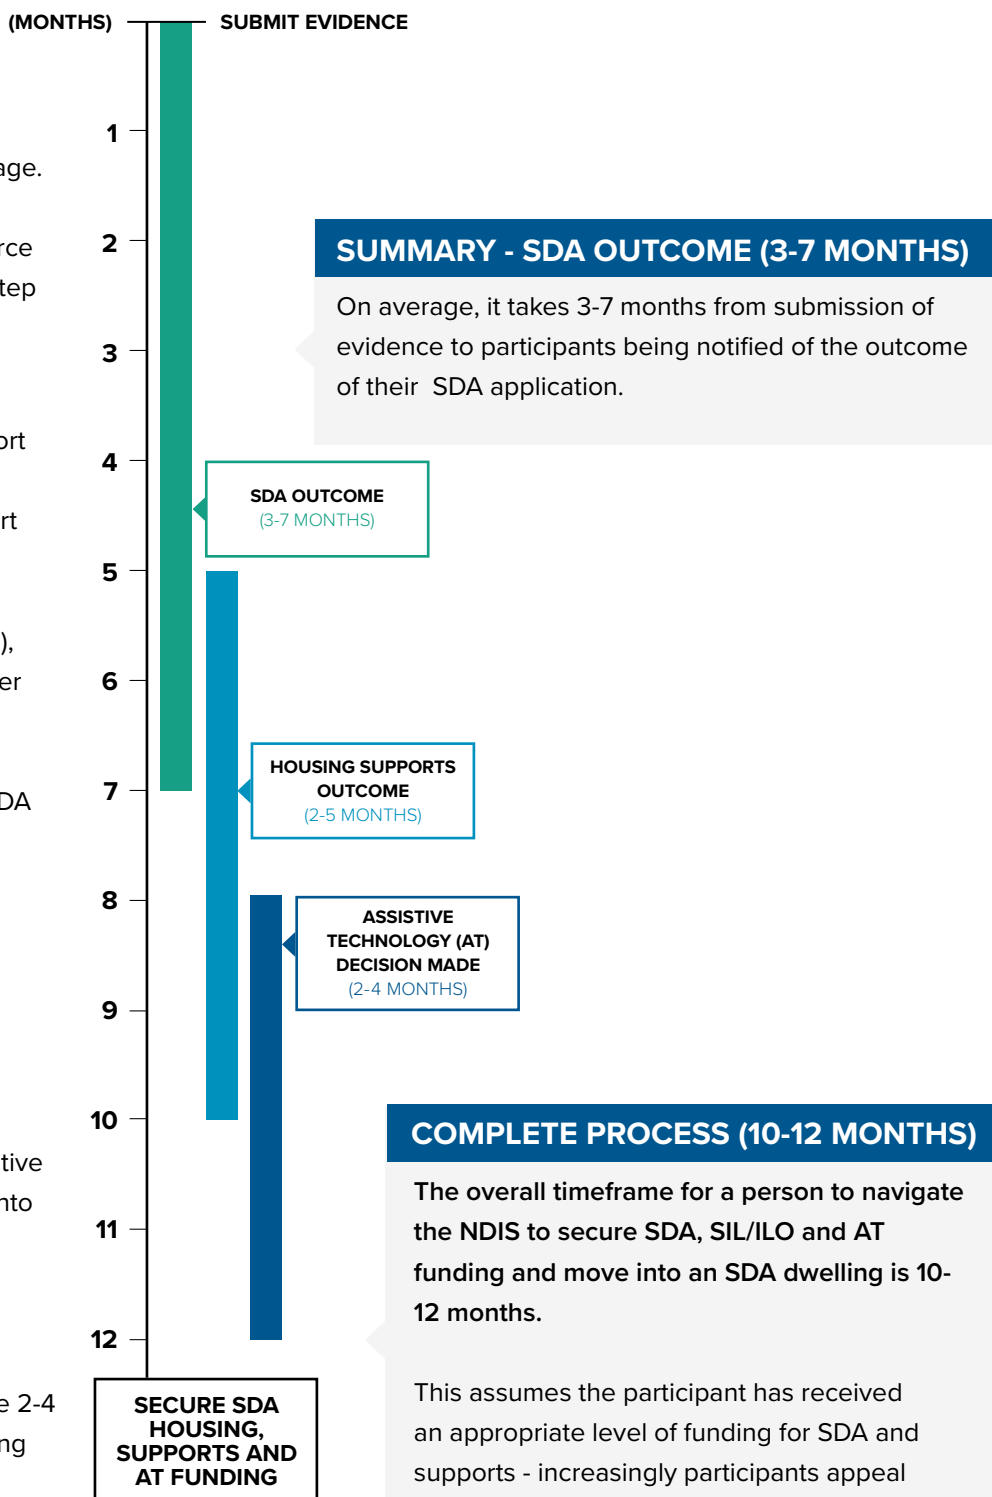 (MONTHS)
SUBMIT EVIDENCE
1
age.
2
rce
tep
SUMMARY - SDA OUTCOME (3-7 MONTHS)
On average, it takes 3-7 months from submission of
evidence to participants being notified of the outcome
of their SDA application.
3
ort
4
rt
SDA OUTCOME
(3-7 MONTHS)
5
),
6
er
HOUSING SUPPORTS
OUTCOME
(2-5 MONTHS)
7
DA
8
ASSISTIVE
TECHNOLOGY (AT)
DECISION MADE
(2-4 MONTHS)
9
10
tive
nto
11
COMPLETE PROCESS (10-12 MONTHS)
The overall timeframe for a person to navigate
the NDIS to secure SDA, SIL/ILO and AT
funding and move into an SDA dwelling is 10-
12 months.
12
This assumes the participant has received
an appropriate level of funding for SDA and
supports - increasingly participants appeal
e 2-4
ng
SECURE SDA
HOUSING,
SUPPORTS AND
AT FUNDING